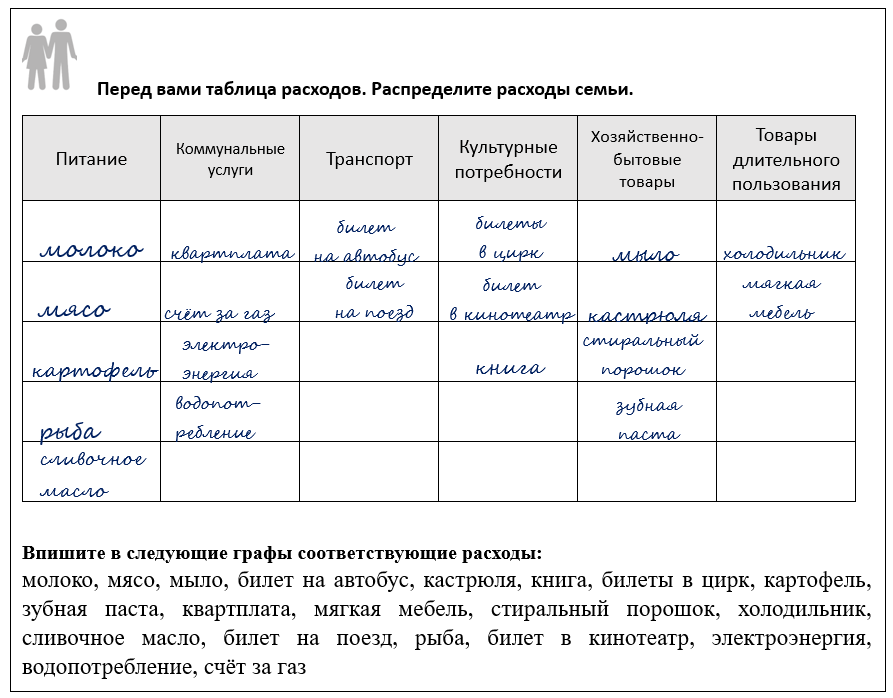 Перед вами таблица расходов. Распределите расходы семьи.
Питание
Коммунальные
услуги
Транспорт
Культурные
потребности
Хозяйственно-
бытовые
товары
Товары
длительного
пользования
молоко
квартплата
билет
на автобус
билеты
в цирк
мыло
холодильник
мясо
счёт за газ
билет
на поезд
билет
в кинотеатр
кастрюля
мягкая
мебель
картофель
электро-
энергия
книга
стиральный
порошок
рыба
водопот-
ребление
зубная
паста
сливочное
масло
Впишите в следующие графы соответствующие расходы:
молоко, мясо, мыло, билет на автобус, кастрюля, книга, билеты в цирк, картофель,
зубная паста, квартплата, мягкая мебель, стиральный порошок, холодильник,
сливочное масло, билет на поезд, рыба, билет в кинотеатр, электроэнергия,
водопотребление, счёт за газ